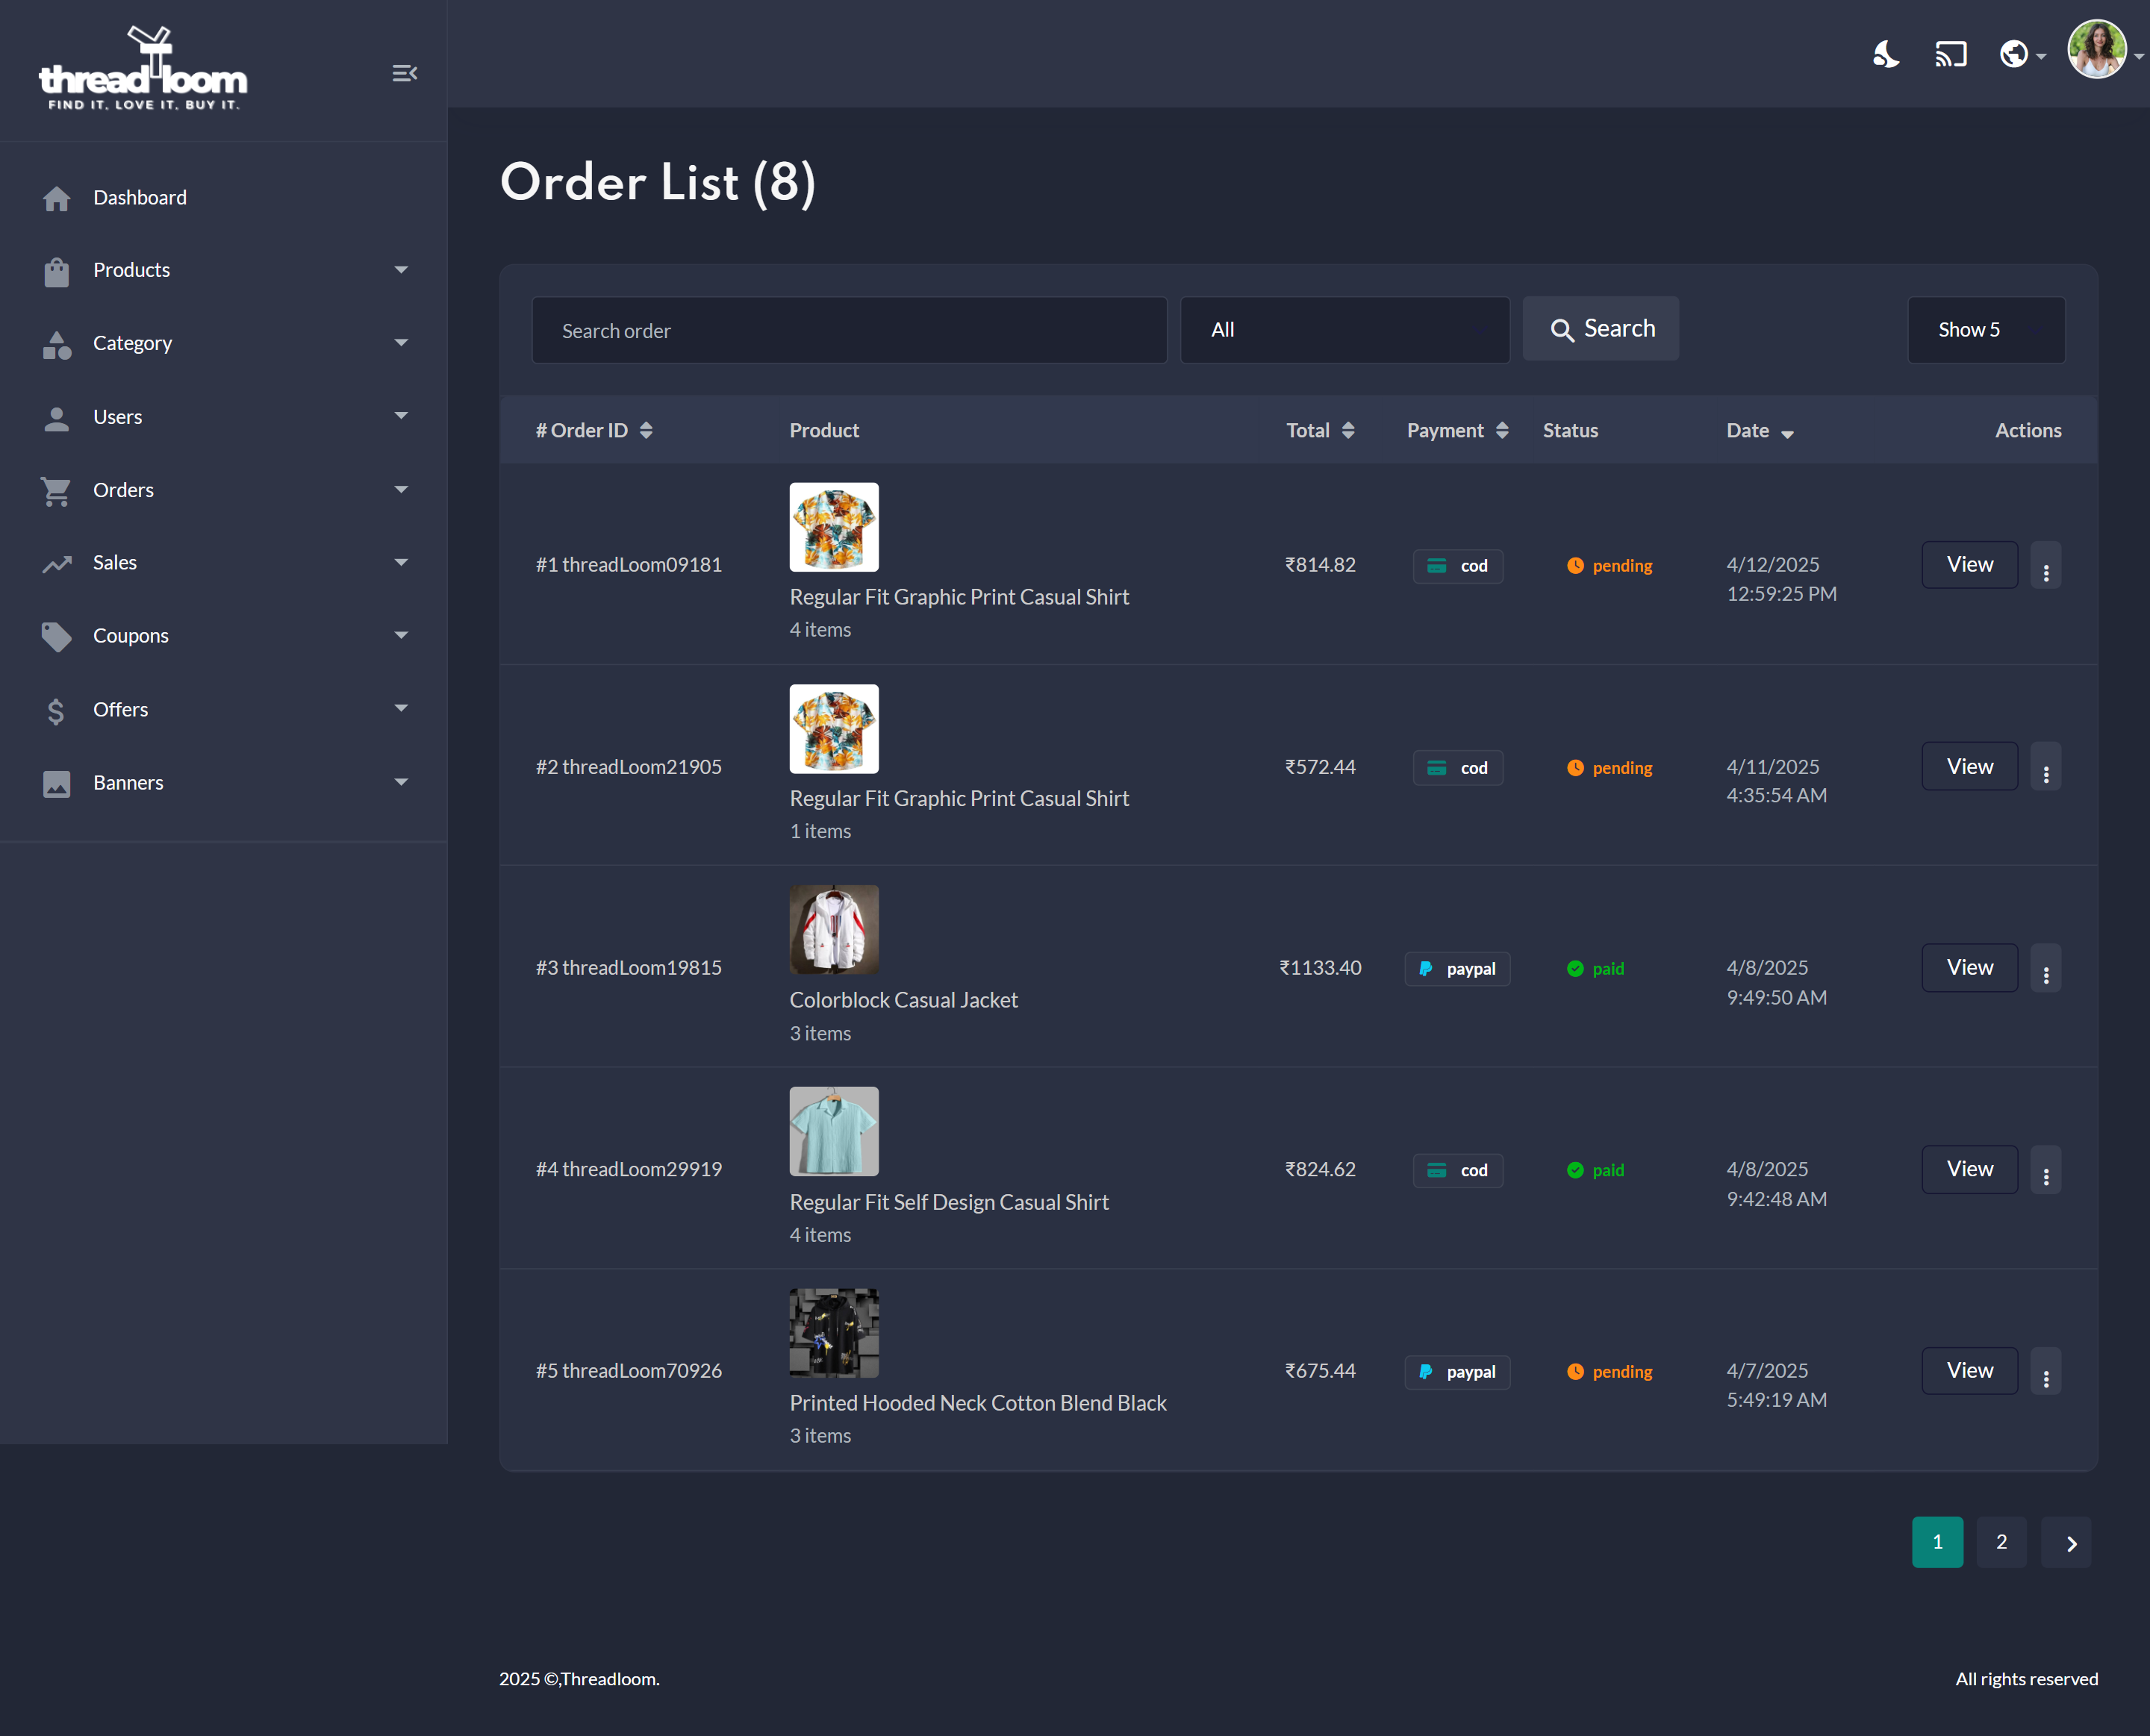 thread loom
FIND IT. LOVE IT. BUY IT.
Dashboard
Products
Category
Users
Orders
Sales
Coupons
Offers
Banners
Order List (8)
Search order
All
Search
Show 5
# Order ID Product Total Payment Status Date Actions
#1 threadLoom09181
Regular Fit Graphic Print Casual Shirt
4 items
₹814.82
cod
pending
4/12/2025
12:59:25 PM
View
#2 threadLoom21905
Regular Fit Graphic Print Casual Shirt
1 items
₹572.44
cod
pending
4/11/2025
4:35:54 AM
View
#3 threadLoom19815
Colorblock Casual Jacket
3 items
₹1133.40
paypal
paid
4/8/2025
9:49:50 AM
View
#4 threadLoom29919
Regular Fit Self Design Casual Shirt
4 items
₹824.62
cod
paid
4/8/2025
9:42:48 AM
View
#5 threadLoom70926
Printed Hooded Neck Cotton Blend Black
3 items
₹675.44
paypal
pending
4/7/2025
5:49:19 AM
View
1 2
2025 ©,Threadloom.
All rights reserved